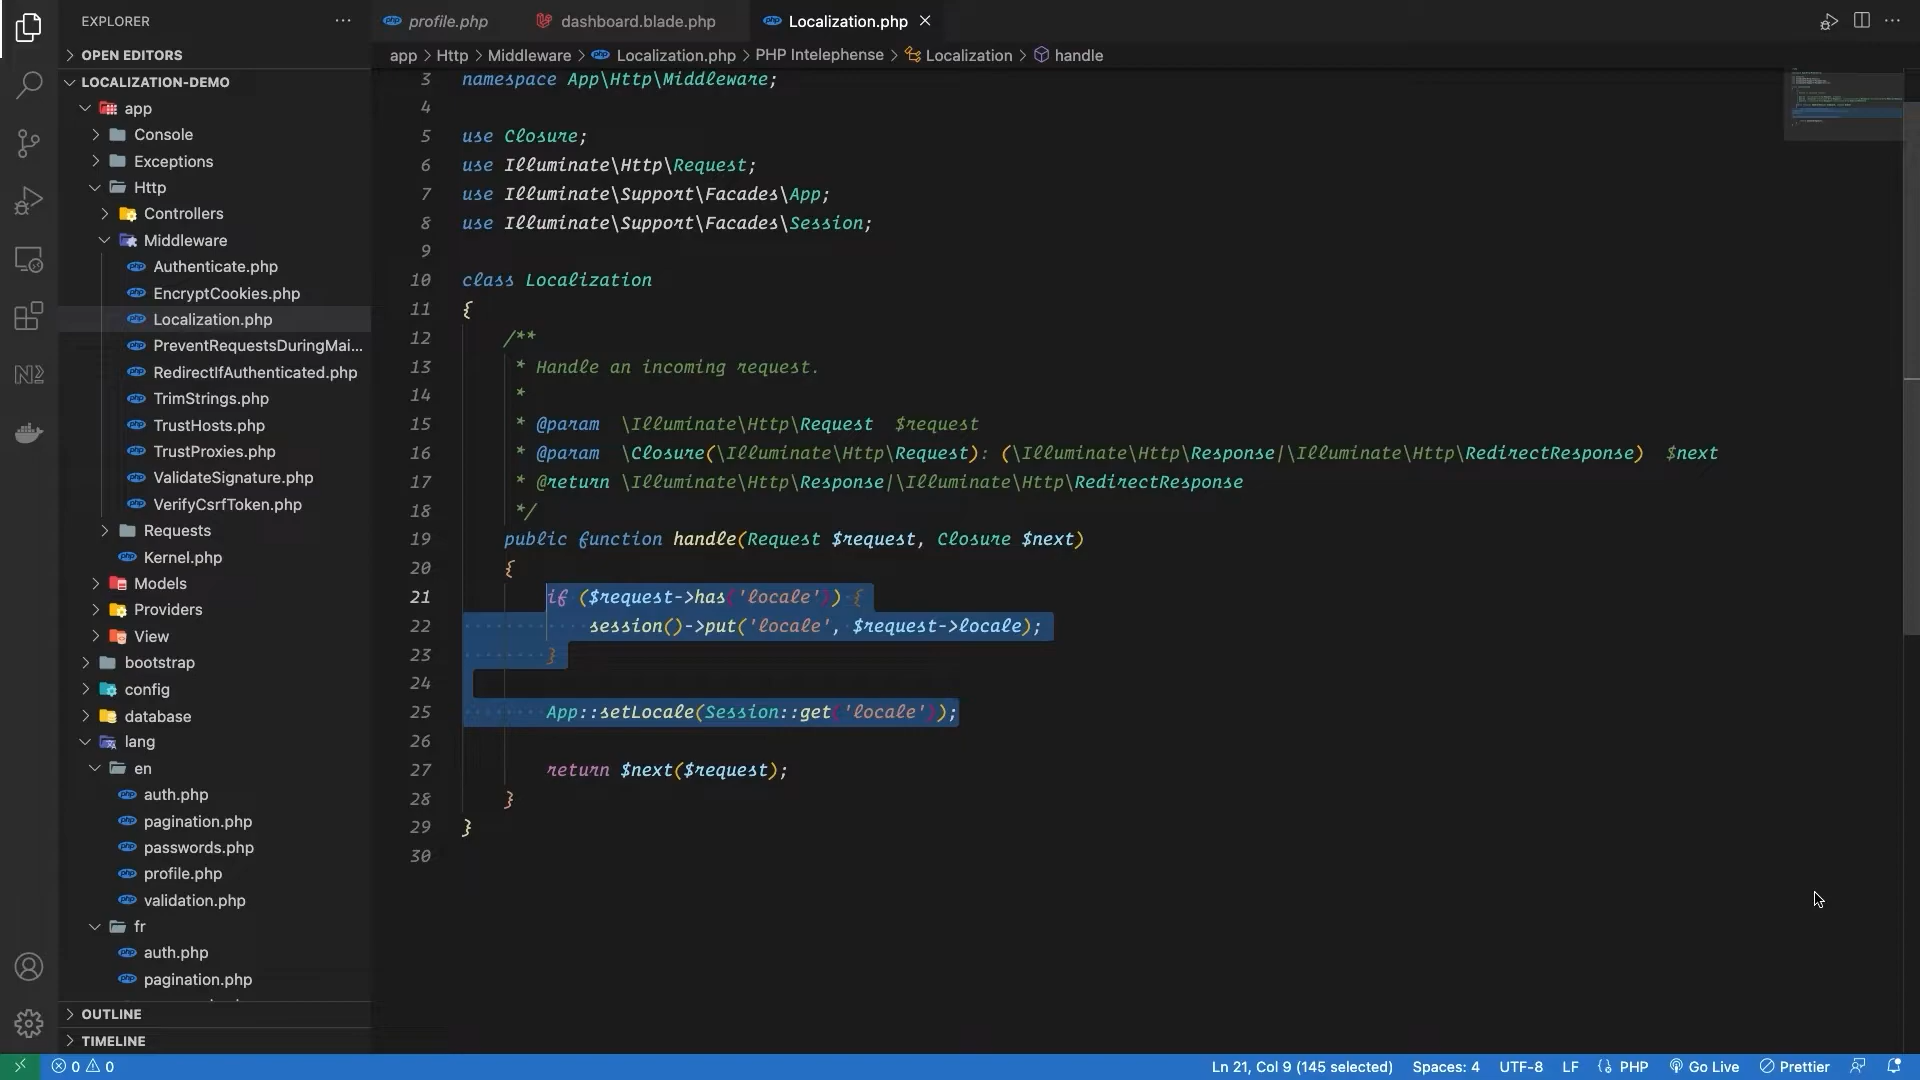 EXPLORER
OPEN EDITORS
LOCALIZATION-DEMO
app
Console
Exceptions
Http
Controllers
Middleware
Authenticate.php
EncryptCookies.php
Localization.php
PreventRequestsDuringMai...
RedirectIfAuthenticated.php
TrimStrings.php
TrustHosts.php
TrustProxies.php
ValidateSignature.php
VerifyCsrfToken.php
Requests
Kernel.php
Models
Providers
View
bootstrap
config
database
lang
en
auth.php
pagination.php
passwords.php
profile.php
validation.php
fr
auth.php
pagination.php
OUTLINE
TIMELINE
profile.php dashboard.blade.php Localization.php
app > Http > Middleware > Localization.php > PHP Intelephense > Localization > handle
3 namespace App\Http\Middleware;
4
5 use Closure;
6 use Illuminate\Http\Request;
7 use Illuminate\Support\Facades\App;
8 use Illuminate\Support\Facades\Session;
9
10 class Localization
11 {
12 /**
13 * Handle an incoming request.
14 *
15 * @param \Illuminate\Http\Request $request
16 * @param \Closure(\Illuminate\Http\Request): (\Illuminate\Http\Response|\Illuminate\Http\RedirectResponse) $next
17 * @return \Illuminate\Http\Response|\Illuminate\Http\RedirectResponse
18 */
19 public function handle(Request $request, Closure $next)
20 {
21 if ($request->has('locale')) {
22 session()->put('locale', $request->locale);
23 }
24
25 App::setLocale(Session::get('locale'));
26
27 return $next($request);
28 }
29 }
30
0 0 Ln 21, Col 9 (145 selected) Spaces: 4 UTF-8 LF {} PHP Go Live Prettier